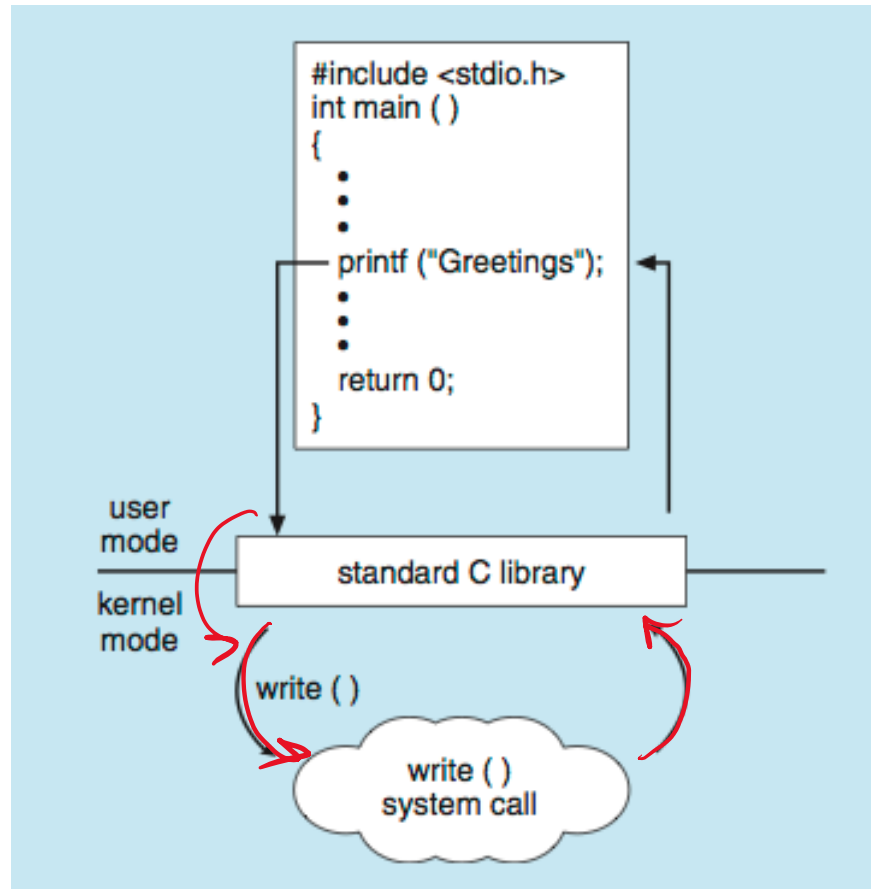 #include <stdio.h>
int main ( )
{
•
•
•
printf ("Greetings");
•
•
•
return 0;
}
user
mode
standard C library
kernel
mode
write ( )
write ( )
system call